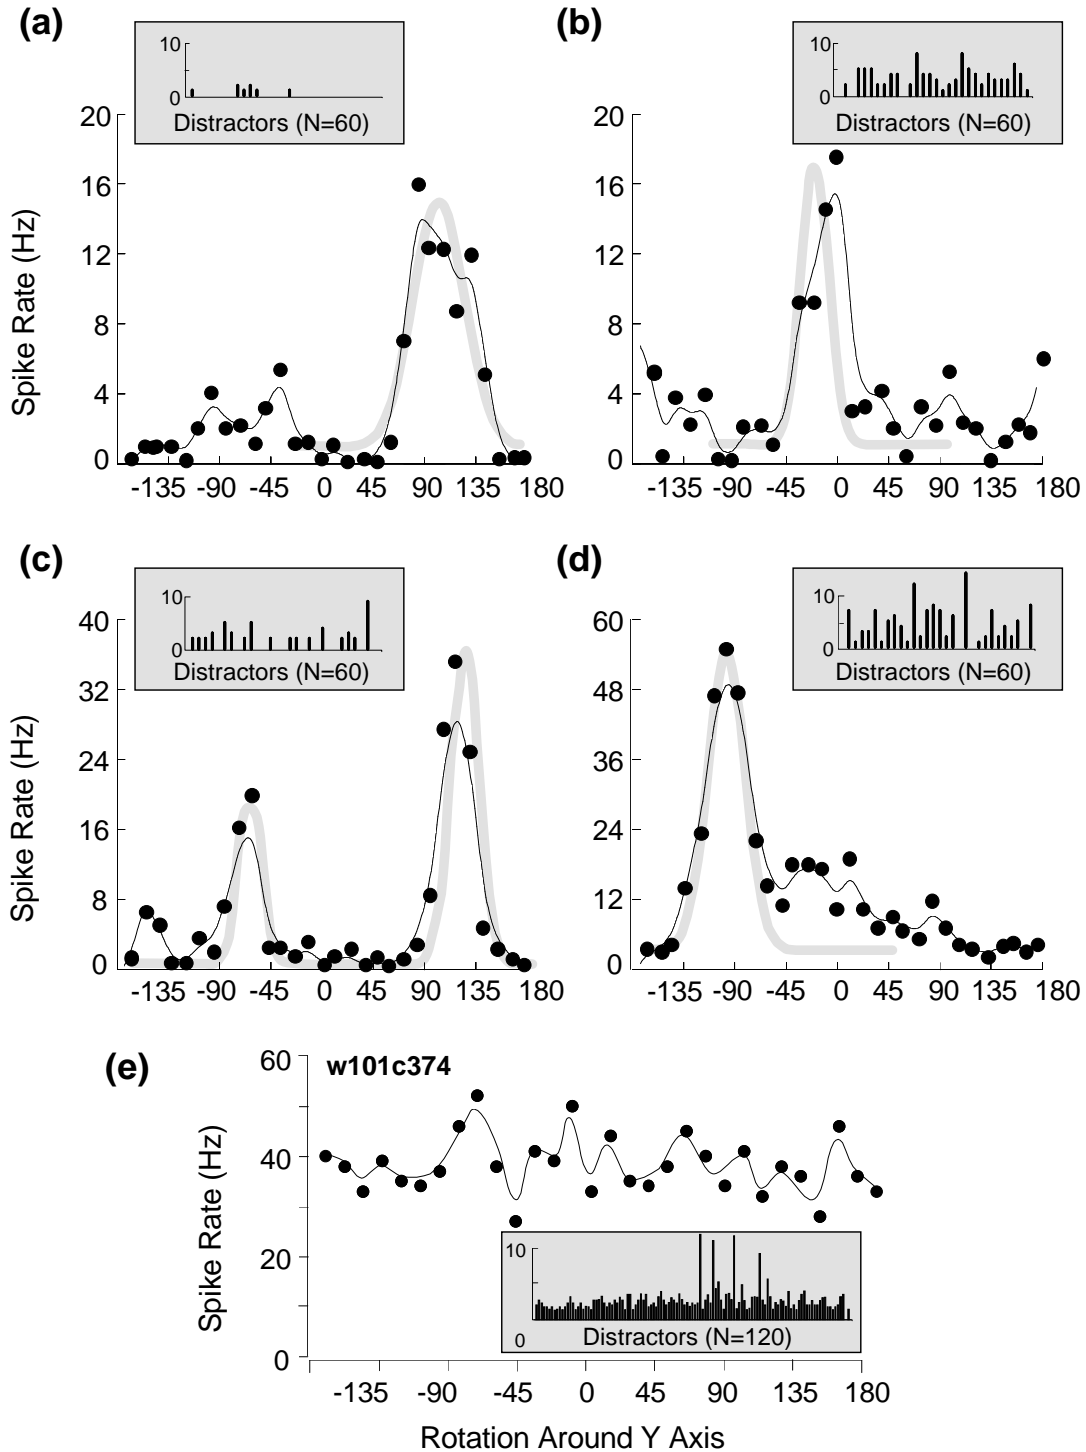 (a)
10
0
Distractors (N=60)
20
16
12
8
4
0
Spike Rate (Hz)
-135 -90 -45 0 45 90 135 180
(b)
10
0
Distractors (N=60)
20
16
12
8
4
0
-135 -90 -45 0 45 90 135 180
(c)
10
0
Distractors (N=60)
40
32
24
16
8
0
Spike Rate (Hz)
-135 -90 -45 0 45 90 135 180
(d)
10
0
Distractors (N=60)
60
48
36
24
12
0
-135 -90 -45 0 45 90 135 180
(e)
w101c374
60
40
20
0
Spike Rate (Hz)
10
0
Distractors (N=120)
-135 -90 -45 0 45 90 135 180
Rotation Around Y Axis